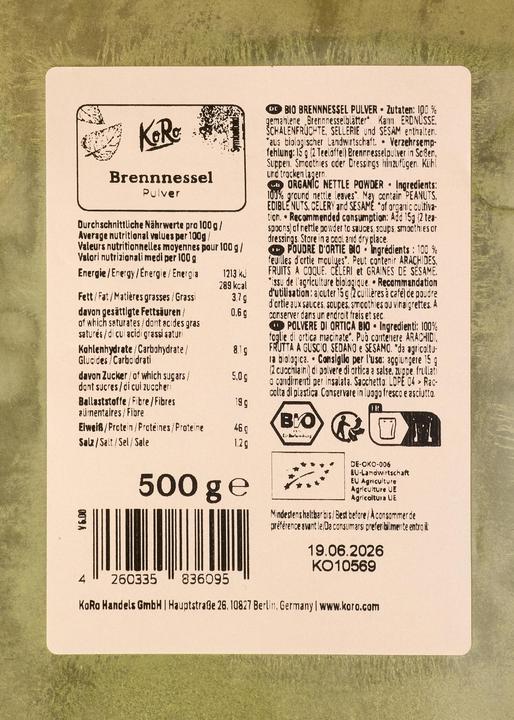 KoRo
Brennnessel
Pulver
Durchschnittliche Nährwerte pro 100 g /
Average nutritional values per 100g /
Valeurs nutritionnelles moyennes pour 100 g /
Valori nutrizionali medi per 100 g
Energie / Energy / Énergie / Energia 1213 kJ
289 kcal
Fett / Fat / Matières grasses / Grassi 3.7 g
davon gesättigte Fettsäuren / 0.6 g
of which saturates / dont acides gras
saturés / di cui acidi grassi saturi
Kohlenhydrate / Carbohydrate / 8.1 g
Glucides / Carboidrati
davon Zucker / of which sugars / 5.0 g
dont sucres / di cui zuccheri
Ballaststoffe / Fibre / Fibres 19 g
alimentaires / Fibre
Eiweiß / Protein / Protéines / Proteine 46 g
Salz / Salt / Sel / Sale 1.2 g
500 g e
V 6.00
4 260335 836095
DE BIO BRENNNESSEL PULVER • Zutaten: 100 %
gemahlene „Brennnesselblätter*. Kann ERDNÜSSE,
SCHALENFRÜCHTE, SELLERIE und SESAM enthalten.
*aus biologischer Landwirtschaft. • Verzehrsemp-
fehlung: 15 g (2 Teelöffel) Brennnesselpulver in Soßen,
Suppen, Smoothies oder Dressings hinzufügen. Kühl
und trocken lagern.
ORGANIC NETTLE POWDER • Ingredients:
100% ground nettle leaves*. May contain PEANUTS,
EDIBLE NUTS, CELERY and SESAME. *of organic cultiva-
tion. • Recommended consumption: Add 15g (2 tea-
spoons) of nettle powder to sauces, soups, smoothies or
dressings. Store in a cool and dry place.
POUDRE D'ORTIE BIO • Ingrédients : 100 %
feuilles d'ortie moulues*. Peut contenir ARACHIDES,
FRUITS À COQUE, CÉLERI et GRAINES DE SÉSAME.
*issu de l'agriculture biologique. • Recommandation
d'utilisation : ajouter 15 g (2 cuillères à café) de poudre
d'ortie aux sauces, soupes, smoothies ou vinaigrettes. À
conserver dans un endroit frais et sec.
POLVERE DI ORTICA BIO • Ingredienti: 100%
foglie di ortica macinate*. Può contenere ARACHIDI,
FRUTTA A GUSCIO, SEDANO e SESAMO. *da agricoltu-
ra biologica. • Consiglio per l'uso: aggiungere 15 g
(2 cucchiaini) di polvere di ortica a salse, zuppe, frullati
o condimenti per insalata. Sacchetto: LDPE 04 > Rac-
colta di plastica. Conservare in luogo fresco e asciutto.
BIO
FR
DE-ÖKO-006
EU-Landwirtschaft
EU Agriculture
Agriculture UE
Agricoltura UE
Mindestens haltbar bis / Best before / À consommer de
préférence avant le / Da consumarsi preferibilmente entro il:
19.06.2026
KO10569
KoRo Handels GmbH | Hauptstraße 26, 10827 Berlin, Germany | www.koro.com